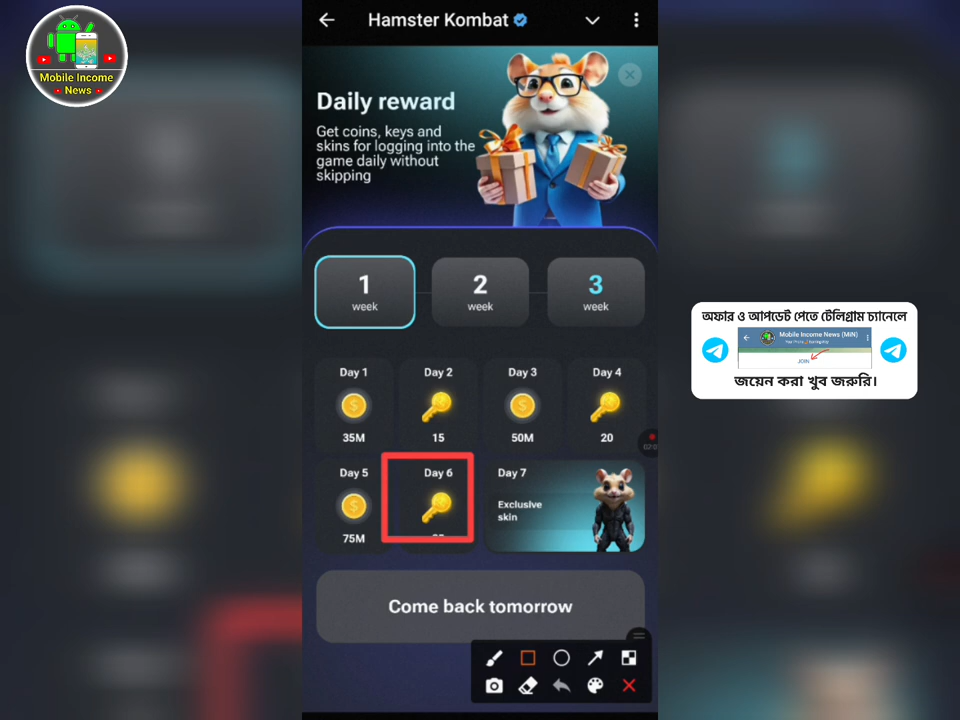 Mobile Income
News
Hamster Kombat
Daily reward
Get coins, keys and
skins for logging into the
game daily without
skipping
1
week
2
week
3
week
Day 1
35M
Day 2
15
Day 3
50M
Day 4
20
Day 5
75M
Day 6
Day 7
Exclusive
skin
Come back tomorrow
অফার ও আপডেট পেতে টেলিগ্রাম চ্যানেলে
Mobile Income News (MIN)
JOIN
জয়েন করা খুব জরুরি।